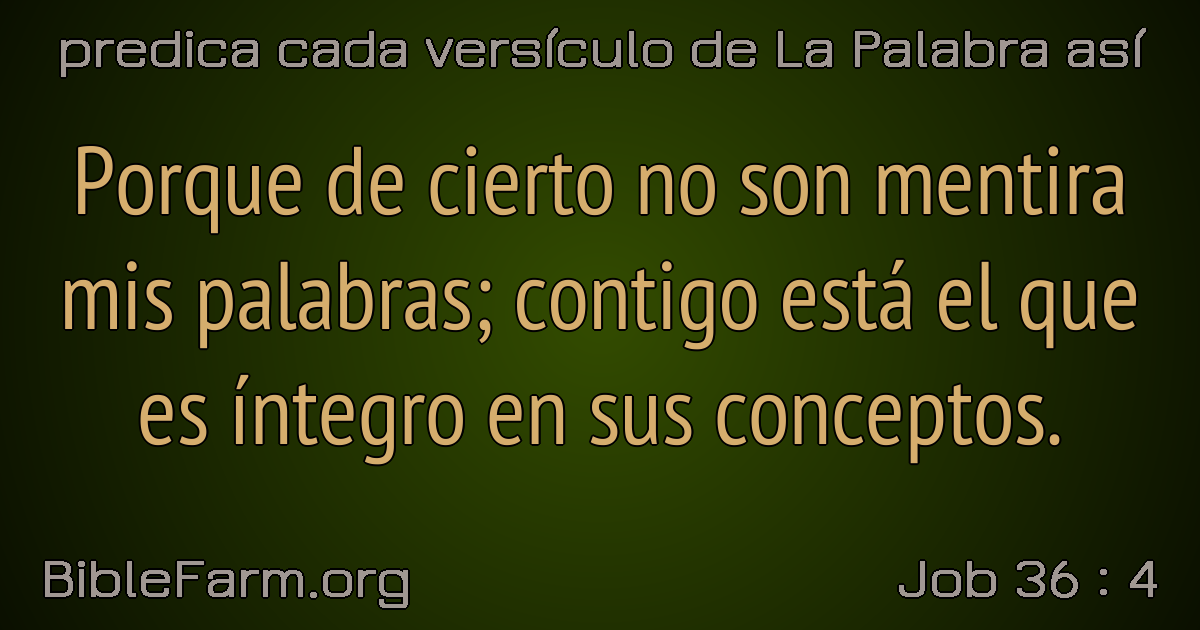 predica cada versículo de La Palabra así
Porque de cierto no son mentira
mis palabras; contigo está el que
es íntegro en sus conceptos.
BibleFarm.org
Job 36 : 4